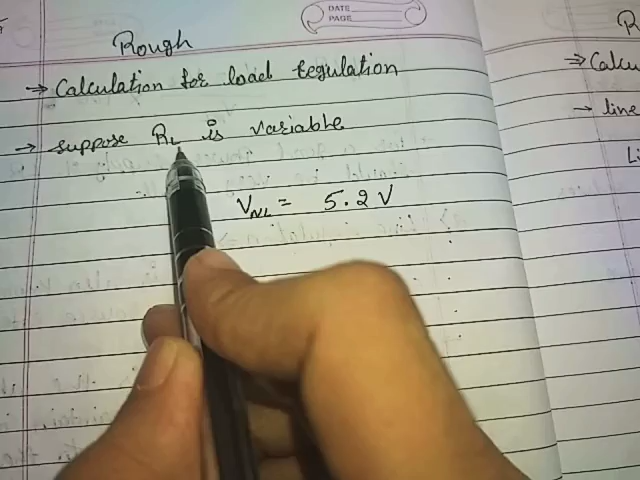 DATE
PAGE
Rough
→ Calculation for load regulation
→ suppose RL is variable
VNL = 5.2 V
R
⇒ Calcu
→ line
Li